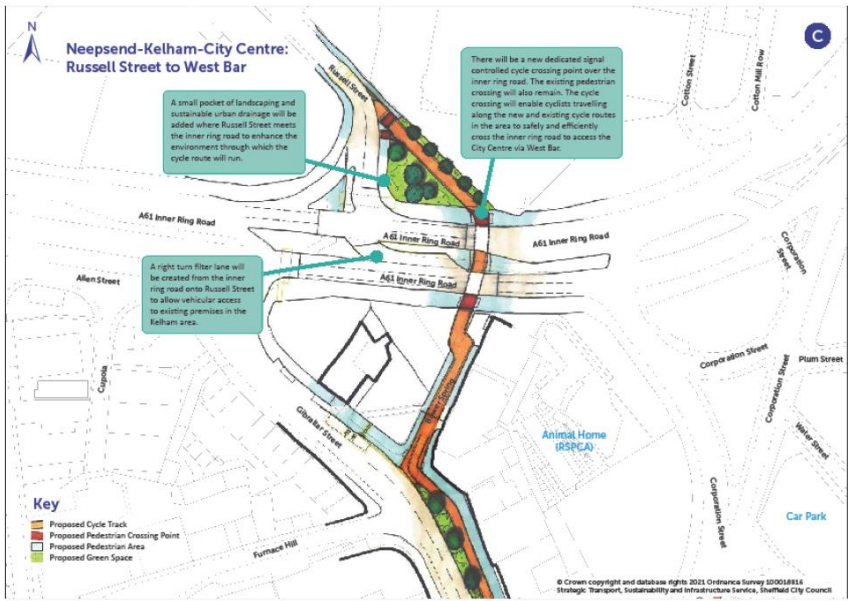 N
Neepsend-Kelham-City Centre:
Russell Street to West Bar
C
A small pocket of landscaping and
sustainable urban drainage will be
added where Russell Street meets
the inner ring road to enhance the
environment through which the
cycle route will run.
There will be a new dedicated signal
controlled cycle crossing point over the
inner ring road. The existing pedestrian
crossing will also remain. The cycle
crossing will enable cyclists travelling
along the new and existing cycle routes
in the area to safely and efficiently
cross the inner ring road to access the
City Centre via West Bar.
Russell Street
Cotton Street
Cotton Mill Row
A61 Inner Ring Road
A61 Inner Ring Road
A61 Inner Ring Road
A61 Inner Ring Road
Corporation
Street
A right turn filter lane will
be created from the inner
ring road onto Russell Street
to allow vehicular access
to existing premises in the
Kelham area.
Allen Street
Cupola
Corporation Street
Plum Street
Corporation Street
Gibraltar Street
Animal Home
(RSPCA)
Water Street
Corporation Street
Car Park
Furnace Hill
Key
Proposed Cycle Track
Proposed Pedestrian Crossing Point
Proposed Pedestrian Area
Proposed Green Space
© Crown copyright and database rights 2021 Ordnance Survey 100018816
Strategic Transport, Sustainability and Infrastructure Service, Sheffield City Council